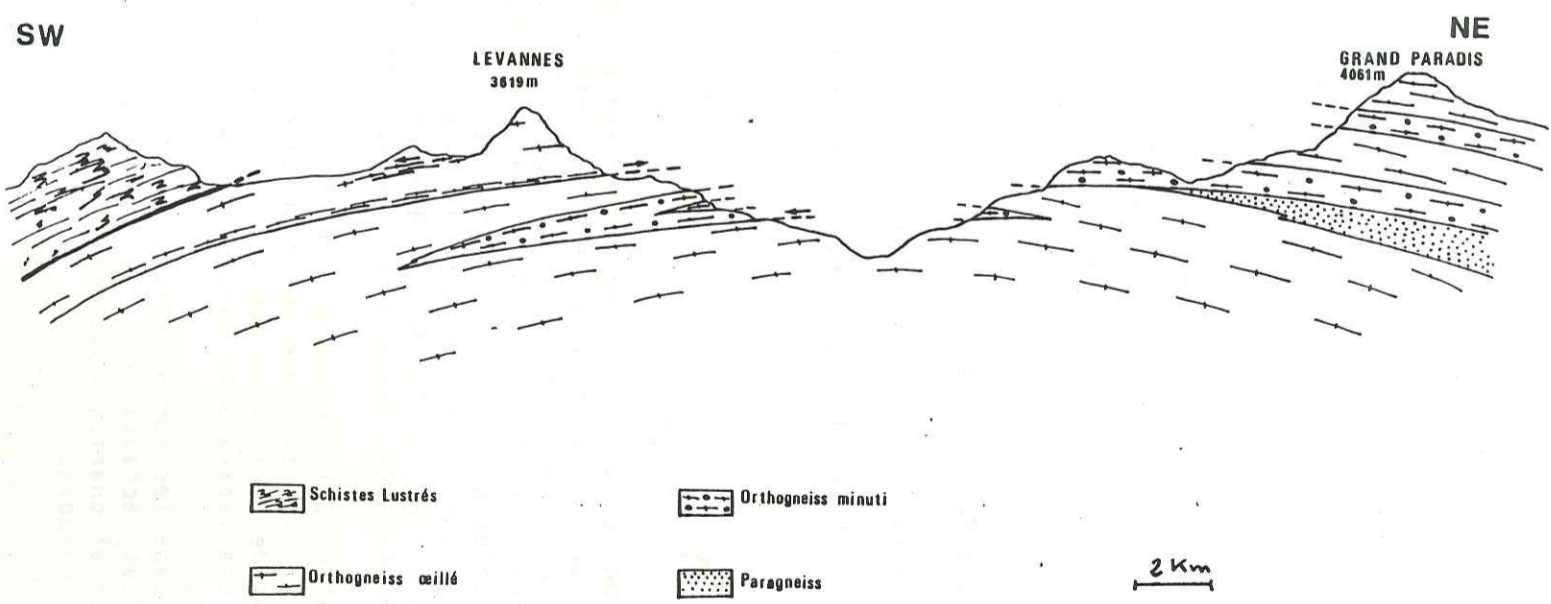 SW
NE
LEVANNES
3619m
GRAND PARADIS
4061m
Schistes Lustrés
Orthogneiss minuti
Orthogneiss œillé
Paragneiss
2 Km